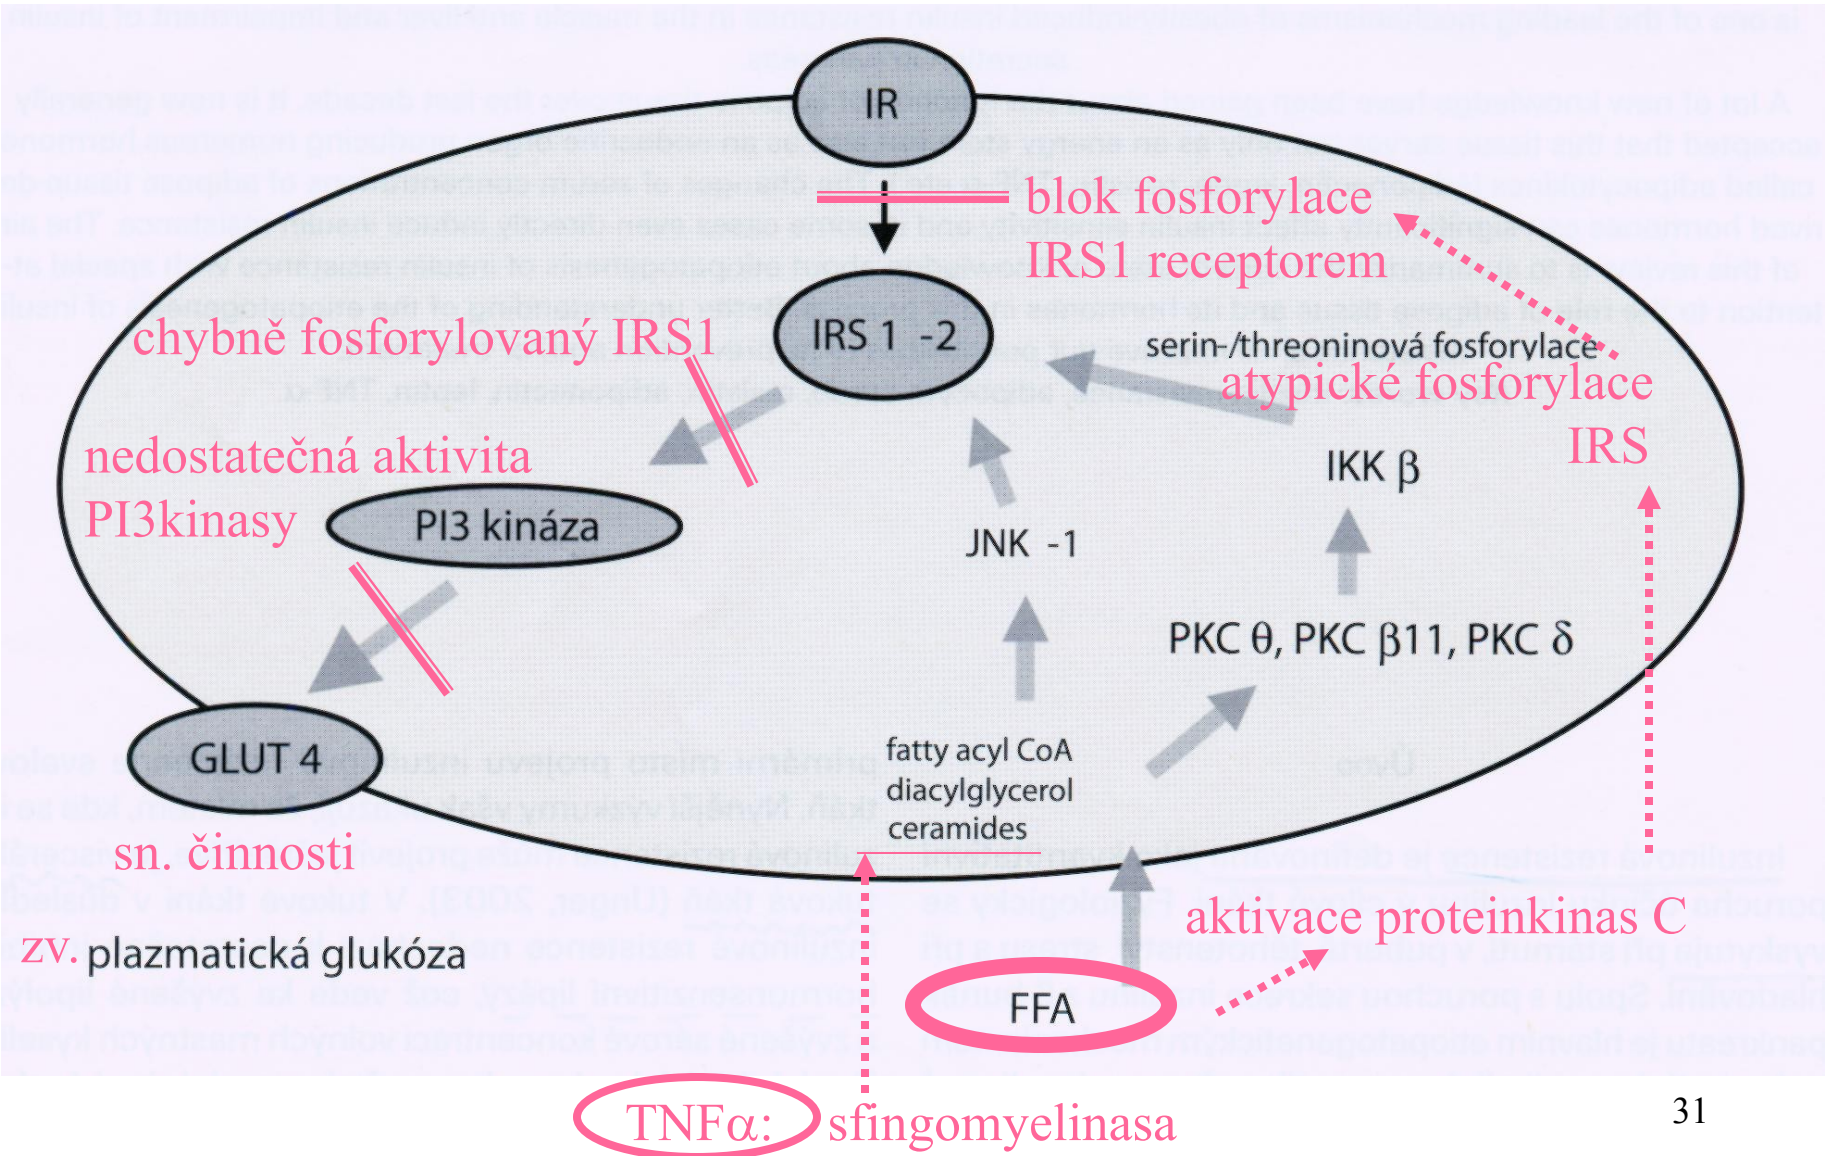 IR
blok fosforylace
IRS1 receptorem
chybně fosforylovaný IRS1
IRS 1 -2
serin-/threoninová fosforylace
atypické fosforylace
IRS
nedostatečná aktivita
PI3kinasy
PI3 kináza
IKK β
JNK -1
PKC θ, PKC β11, PKC δ
GLUT 4
fatty acyl CoA
diacylglycerol
ceramides
sn. činnosti
zv. plazmatická glukóza
aktivace proteinkinas C
FFA
TNFα: sfingomyelinasa
31